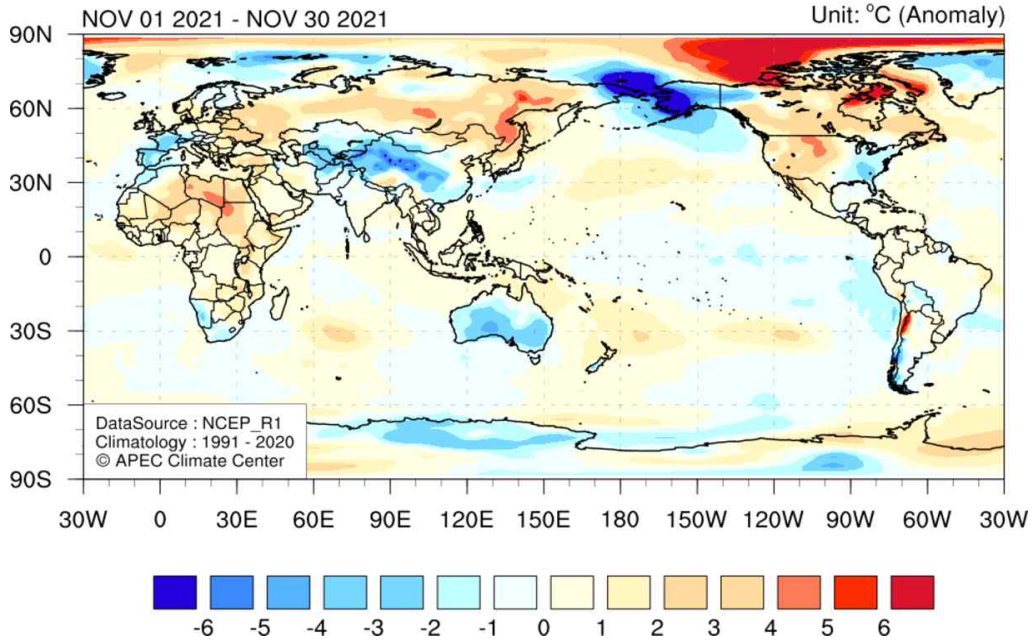 NOV 01 2021 - NOV 30 2021
Unit: °C (Anomaly)
90N
60N
30N
0
30S
60S
90S
DataSource : NCEP_R1
Climatology : 1991 - 2020
© APEC Climate Center
30W 0 30E 60E 90E 120E 150E 180 150W 120W 90W 60W 30W
-6 -5 -4 -3 -2 -1 0 1 2 3 4 5 6